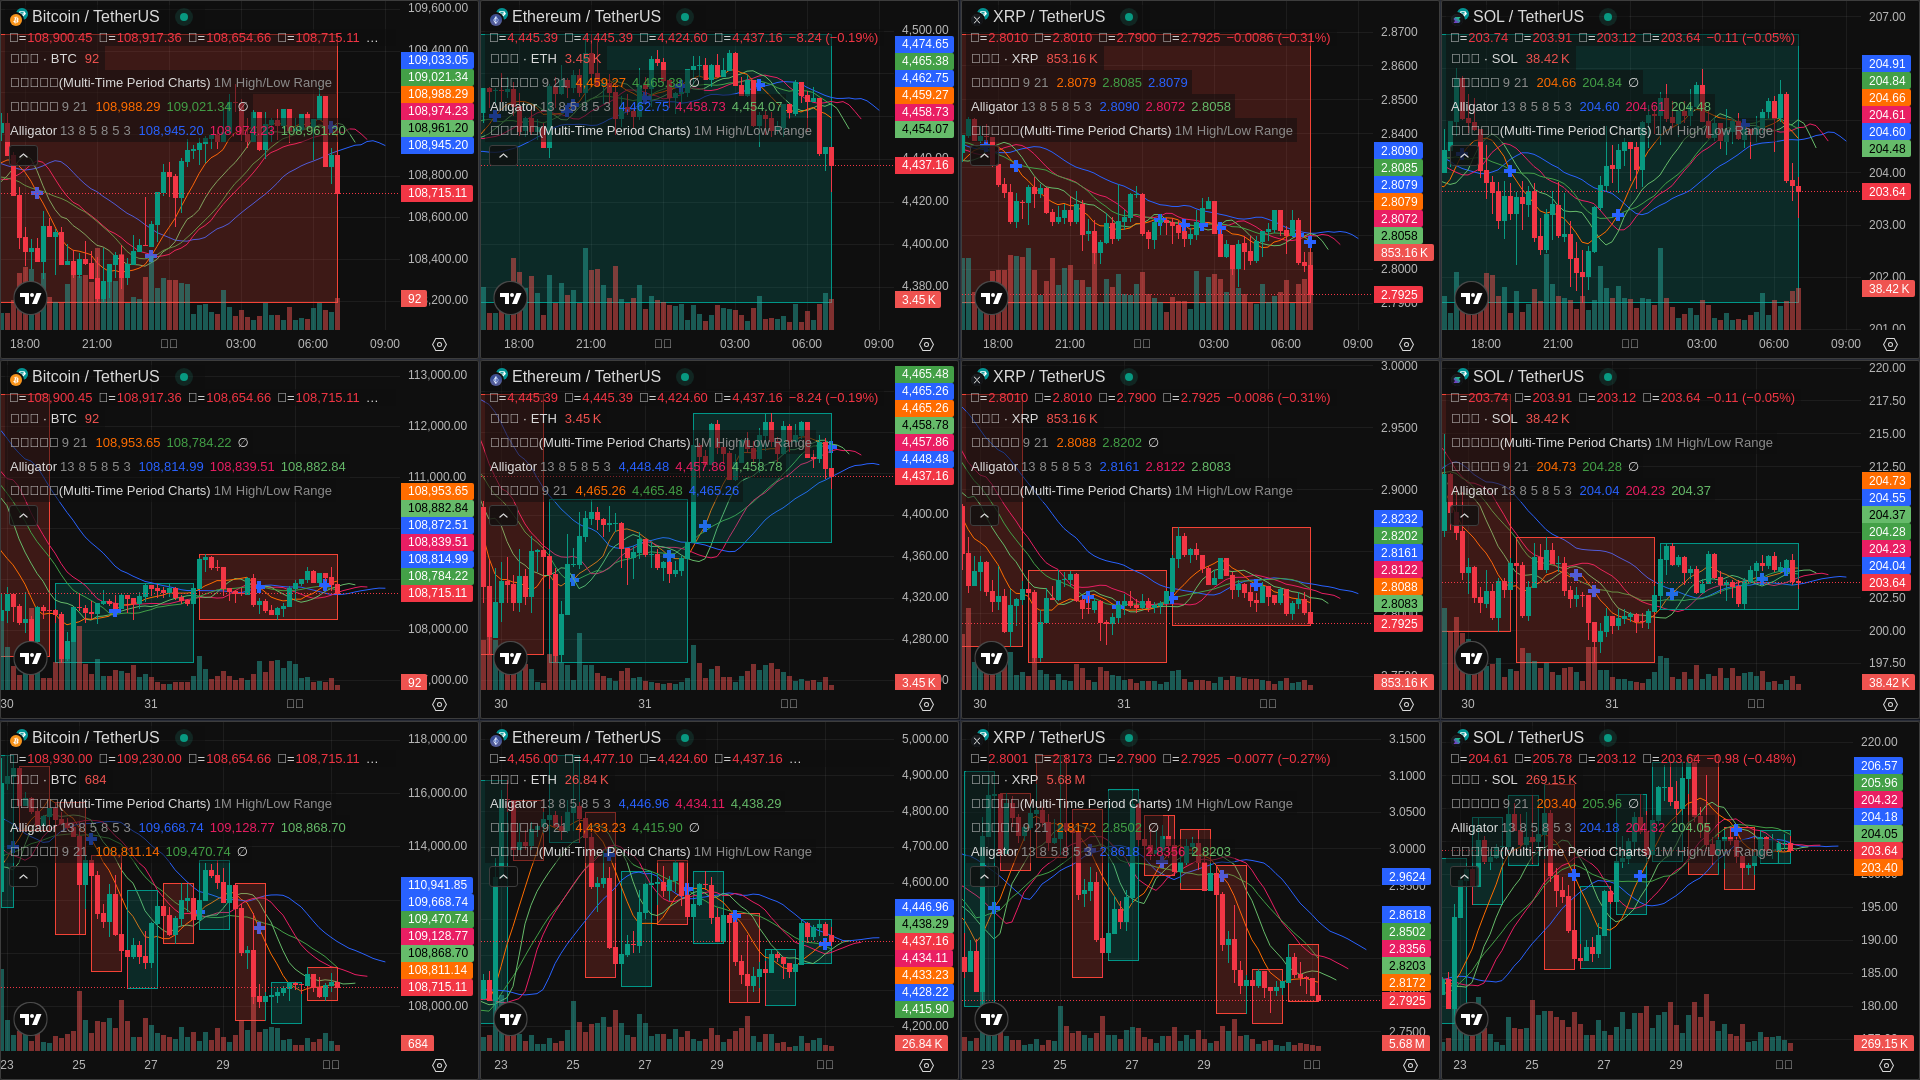 Bitcoin / TetherUS
=108,900.45 =108,917.36 =108,654.66 =108,715.11 ...
· BTC 92
(Multi-Time Period Charts) 1M High/Low Range
9 21 108,988.29 109,021.34 ∅
Alligator 13 8 5 8 5 3 108,945.20 108,974.23 108,961.20
109,600.00
109,400.00
109,033.05
109,021.34
108,988.29
108,974.23
108,961.20
108,945.20
108,800.00
108,715.11
108,600.00
108,400.00
92
18:00 21:00 03:00 06:00 09:00
Ethereum / TetherUS
=4,445.39 =4,445.39 =4,424.60 =4,437.16 −8.24 (−0.19%)
· ETH 3.45 K
9 21 4,459.27 4,465.38 ∅
Alligator 13 8 5 8 5 3 4,462.75 4,458.73 4,454.07
(Multi-Time Period Charts) 1M High/Low Range
4,500.00
4,474.65
4,465.38
4,462.75
4,459.27
4,458.73
4,454.07
4,440.00
4,437.16
4,420.00
4,400.00
4,380.00
3.45 K
18:00 21:00 03:00 06:00 09:00
XRP / TetherUS
=2.8010 =2.8010 =2.7900 =2.7925 −0.0086 (−0.31%)
· XRP 853.16 K
9 21 2.8079 2.8085 2.8079
Alligator 13 8 5 8 5 3 2.8090 2.8072 2.8058
(Multi-Time Period Charts) 1M High/Low Range
2.8700
2.8600
2.8500
2.8400
2.8090
2.8085
2.8079
2.8079
2.8072
2.8058
853.16 K
2.8000
2.7925
18:00 21:00 03:00 06:00 09:00
SOL / TetherUS
=203.74 =203.91 =203.12 =203.64 −0.11 (−0.05%)
· SOL 38.42 K
9 21 204.66 204.84 ∅
Alligator 13 8 5 8 5 3 204.60 204.61 204.48
(Multi-Time Period Charts) 1M High/Low Range
207.00
204.91
204.84
204.66
204.61
204.60
204.48
204.00
203.64
203.00
202.00
38.42 K
201.00
18:00 21:00 03:00 06:00 09:00
Bitcoin / TetherUS
=108,900.45 =108,917.36 =108,654.66 =108,715.11 ...
· BTC 92
9 21 108,953.65 108,784.22 ∅
Alligator 13 8 5 8 5 3 108,814.99 108,839.51 108,882.84
(Multi-Time Period Charts) 1M High/Low Range
113,000.00
112,000.00
111,000.00
108,953.65
108,882.84
108,872.51
108,839.51
108,814.99
108,784.22
108,715.11
108,000.00
92
30 31
Ethereum / TetherUS
=4,445.39 =4,445.39 =4,424.60 =4,437.16 −8.24 (−0.19%)
· ETH 3.45 K
(Multi-Time Period Charts) 1M High/Low Range
Alligator 13 8 5 8 5 3 4,448.48 4,457.86 4,458.78
9 21 4,465.26 4,465.48 4,465.26
4,465.48
4,465.26
4,465.26
4,458.78
4,457.86
4,448.48
4,437.16
4,400.00
4,360.00
4,320.00
4,280.00
3.45 K
30 31
XRP / TetherUS
=2.8010 =2.8010 =2.7900 =2.7925 −0.0086 (−0.31%)
· XRP 853.16 K
9 21 2.8088 2.8202 ∅
Alligator 13 8 5 8 5 3 2.8161 2.8122 2.8083
(Multi-Time Period Charts) 1M High/Low Range
3.0000
2.9500
2.9000
2.8232
2.8202
2.8161
2.8122
2.8088
2.8083
2.7925
853.16 K
30 31
SOL / TetherUS
=203.74 =203.91 =203.12 =203.64 −0.11 (−0.05%)
· SOL 38.42 K
(Multi-Time Period Charts) 1M High/Low Range
9 21 204.73 204.28 ∅
Alligator 13 8 5 8 5 3 204.04 204.23 204.37
220.00
217.50
215.00
212.50
204.73
204.55
204.37
204.28
204.23
204.04
203.64
202.50
200.00
197.50
38.42 K
30 31
Bitcoin / TetherUS
=108,930.00 =109,230.00 =108,654.66 =108,715.11 ...
· BTC 684
(Multi-Time Period Charts) 1M High/Low Range
Alligator 13 8 5 8 5 3 109,668.74 109,128.77 108,868.70
9 21 108,811.14 109,470.74 ∅
118,000.00
116,000.00
114,000.00
110,941.85
109,668.74
109,470.74
109,128.77
108,868.70
108,811.14
108,715.11
108,000.00
684
23 25 27 29
Ethereum / TetherUS
=4,456.00 =4,477.10 =4,424.60 =4,437.16 ...
· ETH 26.84 K
Alligator 13 8 5 8 5 3 4,446.96 4,434.11 4,438.29
9 21 4,433.23 4,415.90 ∅
(Multi-Time Period Charts) 1M High/Low Range
5,000.00
4,900.00
4,800.00
4,700.00
4,600.00
4,446.96
4,438.29
4,437.16
4,434.11
4,433.23
4,428.22
4,415.90
4,200.00
26.84 K
23 25 27 29
XRP / TetherUS
=2.8001 =2.8173 =2.7900 =2.7925 −0.0077 (−0.27%)
· XRP 5.68 M
(Multi-Time Period Charts) 1M High/Low Range
9 21 2.8172 2.8502 ∅
Alligator 13 8 5 8 5 3 2.8618 2.8356 2.8203
3.1500
3.1000
3.0500
3.0000
2.9624
2.9500
2.8618
2.8502
2.8356
2.8203
2.8172
2.7925
2.7500
5.68 M
23 25 27 29
SOL / TetherUS
=204.61 =205.78 =203.12 =203.64 −0.98 (−0.48%)
· SOL 269.15 K
9 21 203.40 205.96 ∅
Alligator 13 8 5 8 5 3 204.18 204.32 204.05
(Multi-Time Period Charts) 1M High/Low Range
220.00
206.57
205.96
204.32
204.18
204.05
203.64
203.40
195.00
190.00
185.00
180.00
269.15 K
23 25 27 29